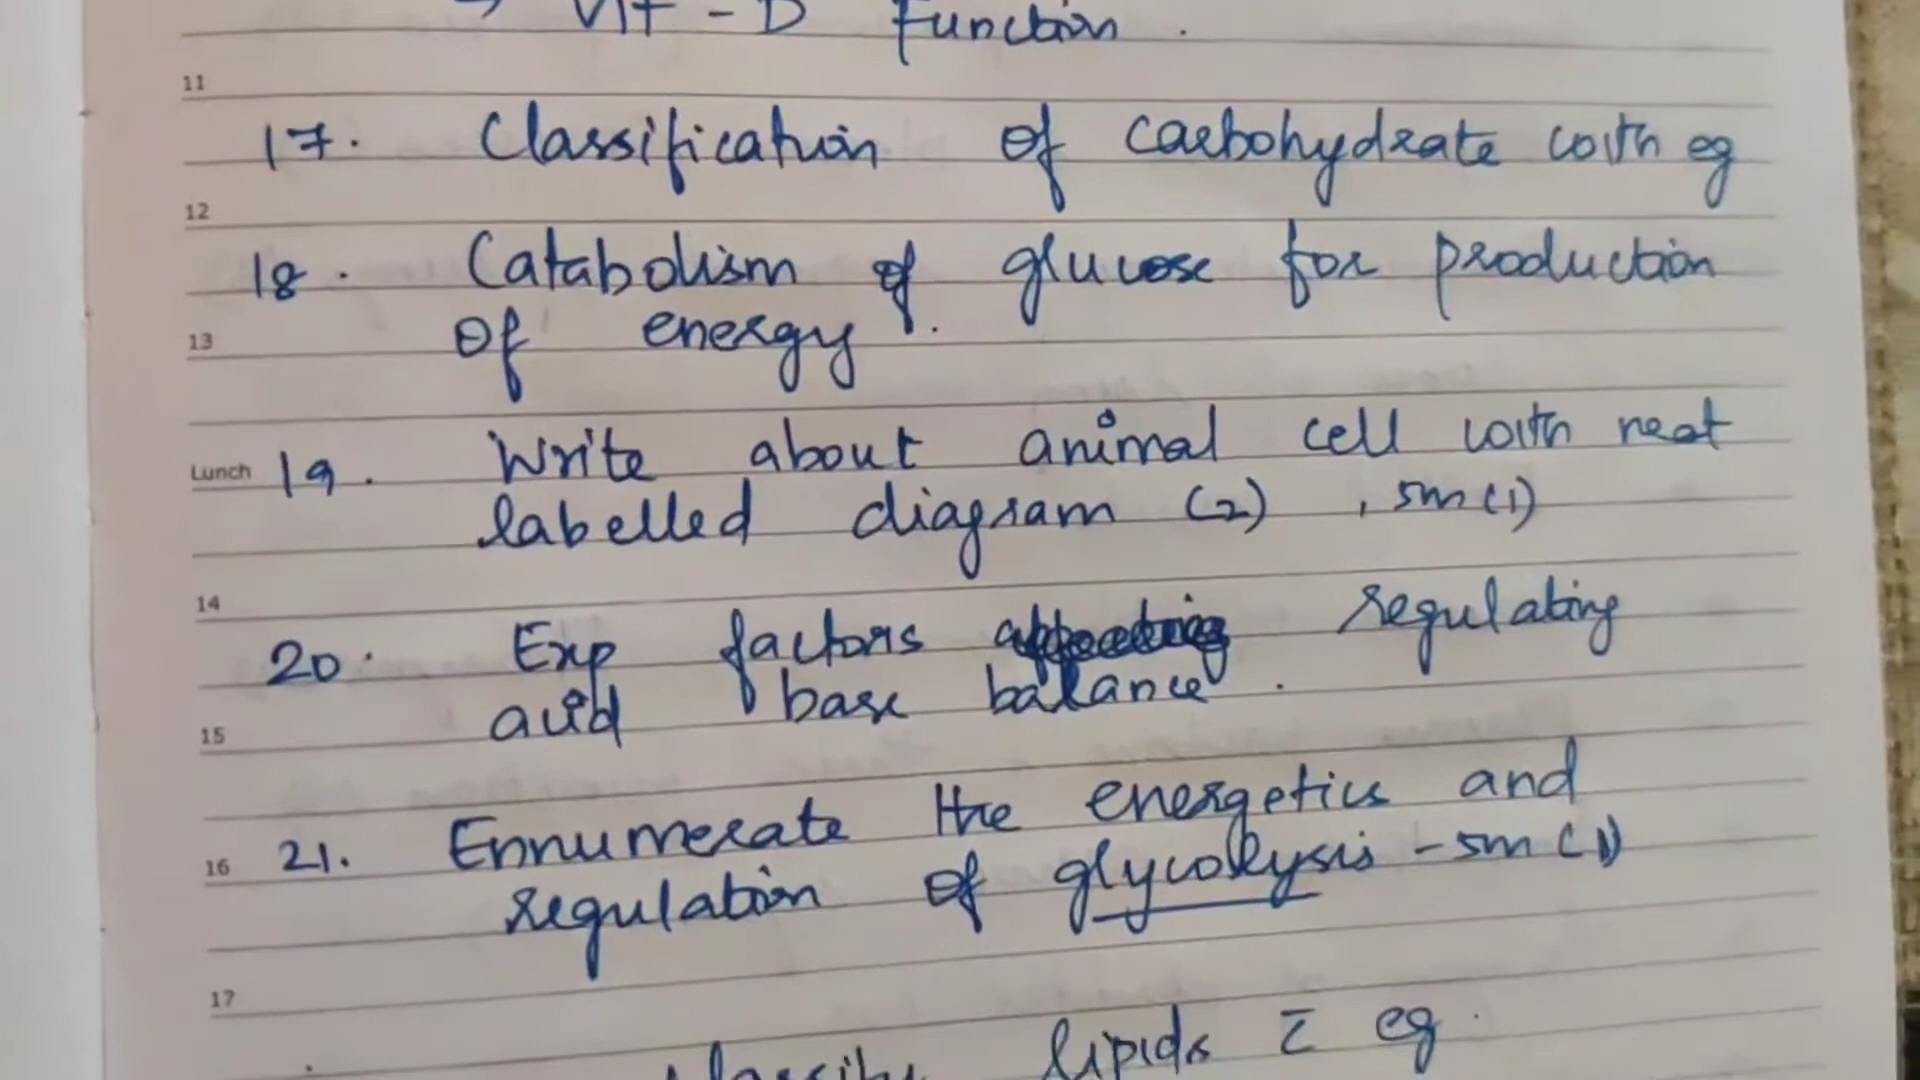 → Vit - D Function.
11
17. Classification of carbohydrate with eg
12
18. Catabolism of glucose for production
13 of energy.
Lunch 19. Write about animal cell with neat
labelled diagram (2), 5m (1)
14
20. Exp factors regulating
15 acid base balance.
21. Ennumerate the energetics and
16 regulation of glycolysis - 5m (1)
17
classify lipids c̄ eg.